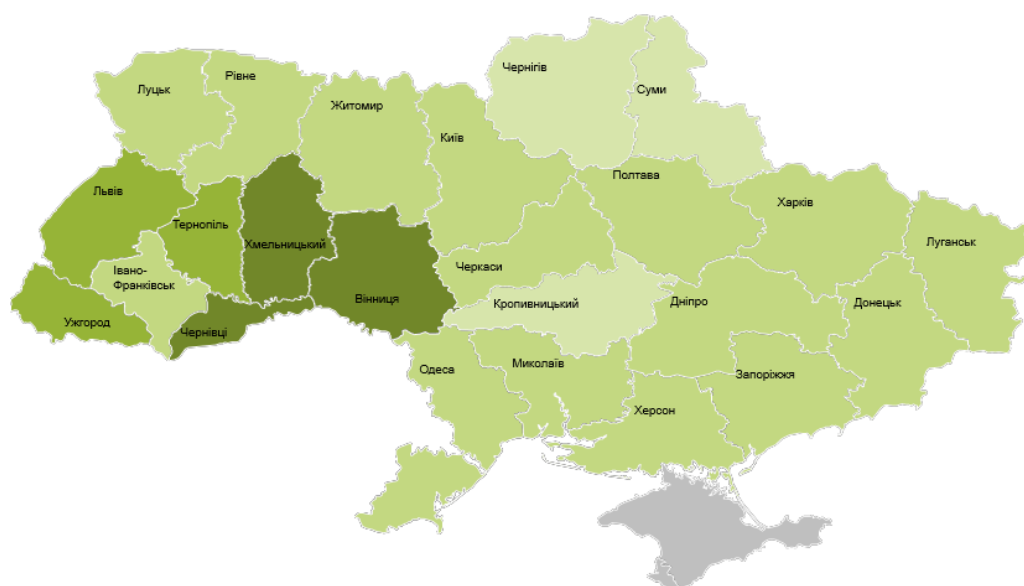 Чернігів
Суми
Луцьк
Рівне
Житомир
Київ
Полтава
Львів
Тернопіль
Хмельницький
Харків
Луганськ
Івано-
Франківськ
Черкаси
Вінниця
Кропивницький
Дніпро
Донецьк
Ужгород
Чернівці
Одеса
Миколаїв
Запоріжжя
Херсон